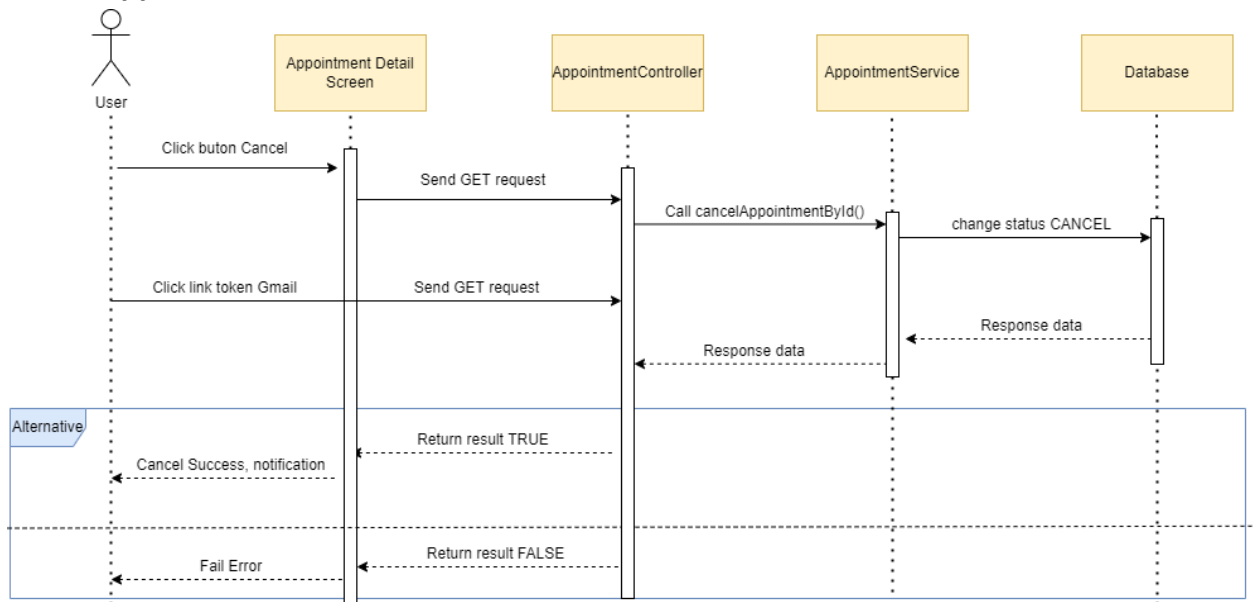 User
Appointment Detail
Screen
AppointmentController
AppointmentService
Database
Click buton Cancel
Send GET request
Call cancelAppointmentById()
change status CANCEL
Click link token Gmail
Send GET request
Response data
Response data
Alternative
Return result TRUE
Cancel Success, notification
Return result FALSE
Fail Error